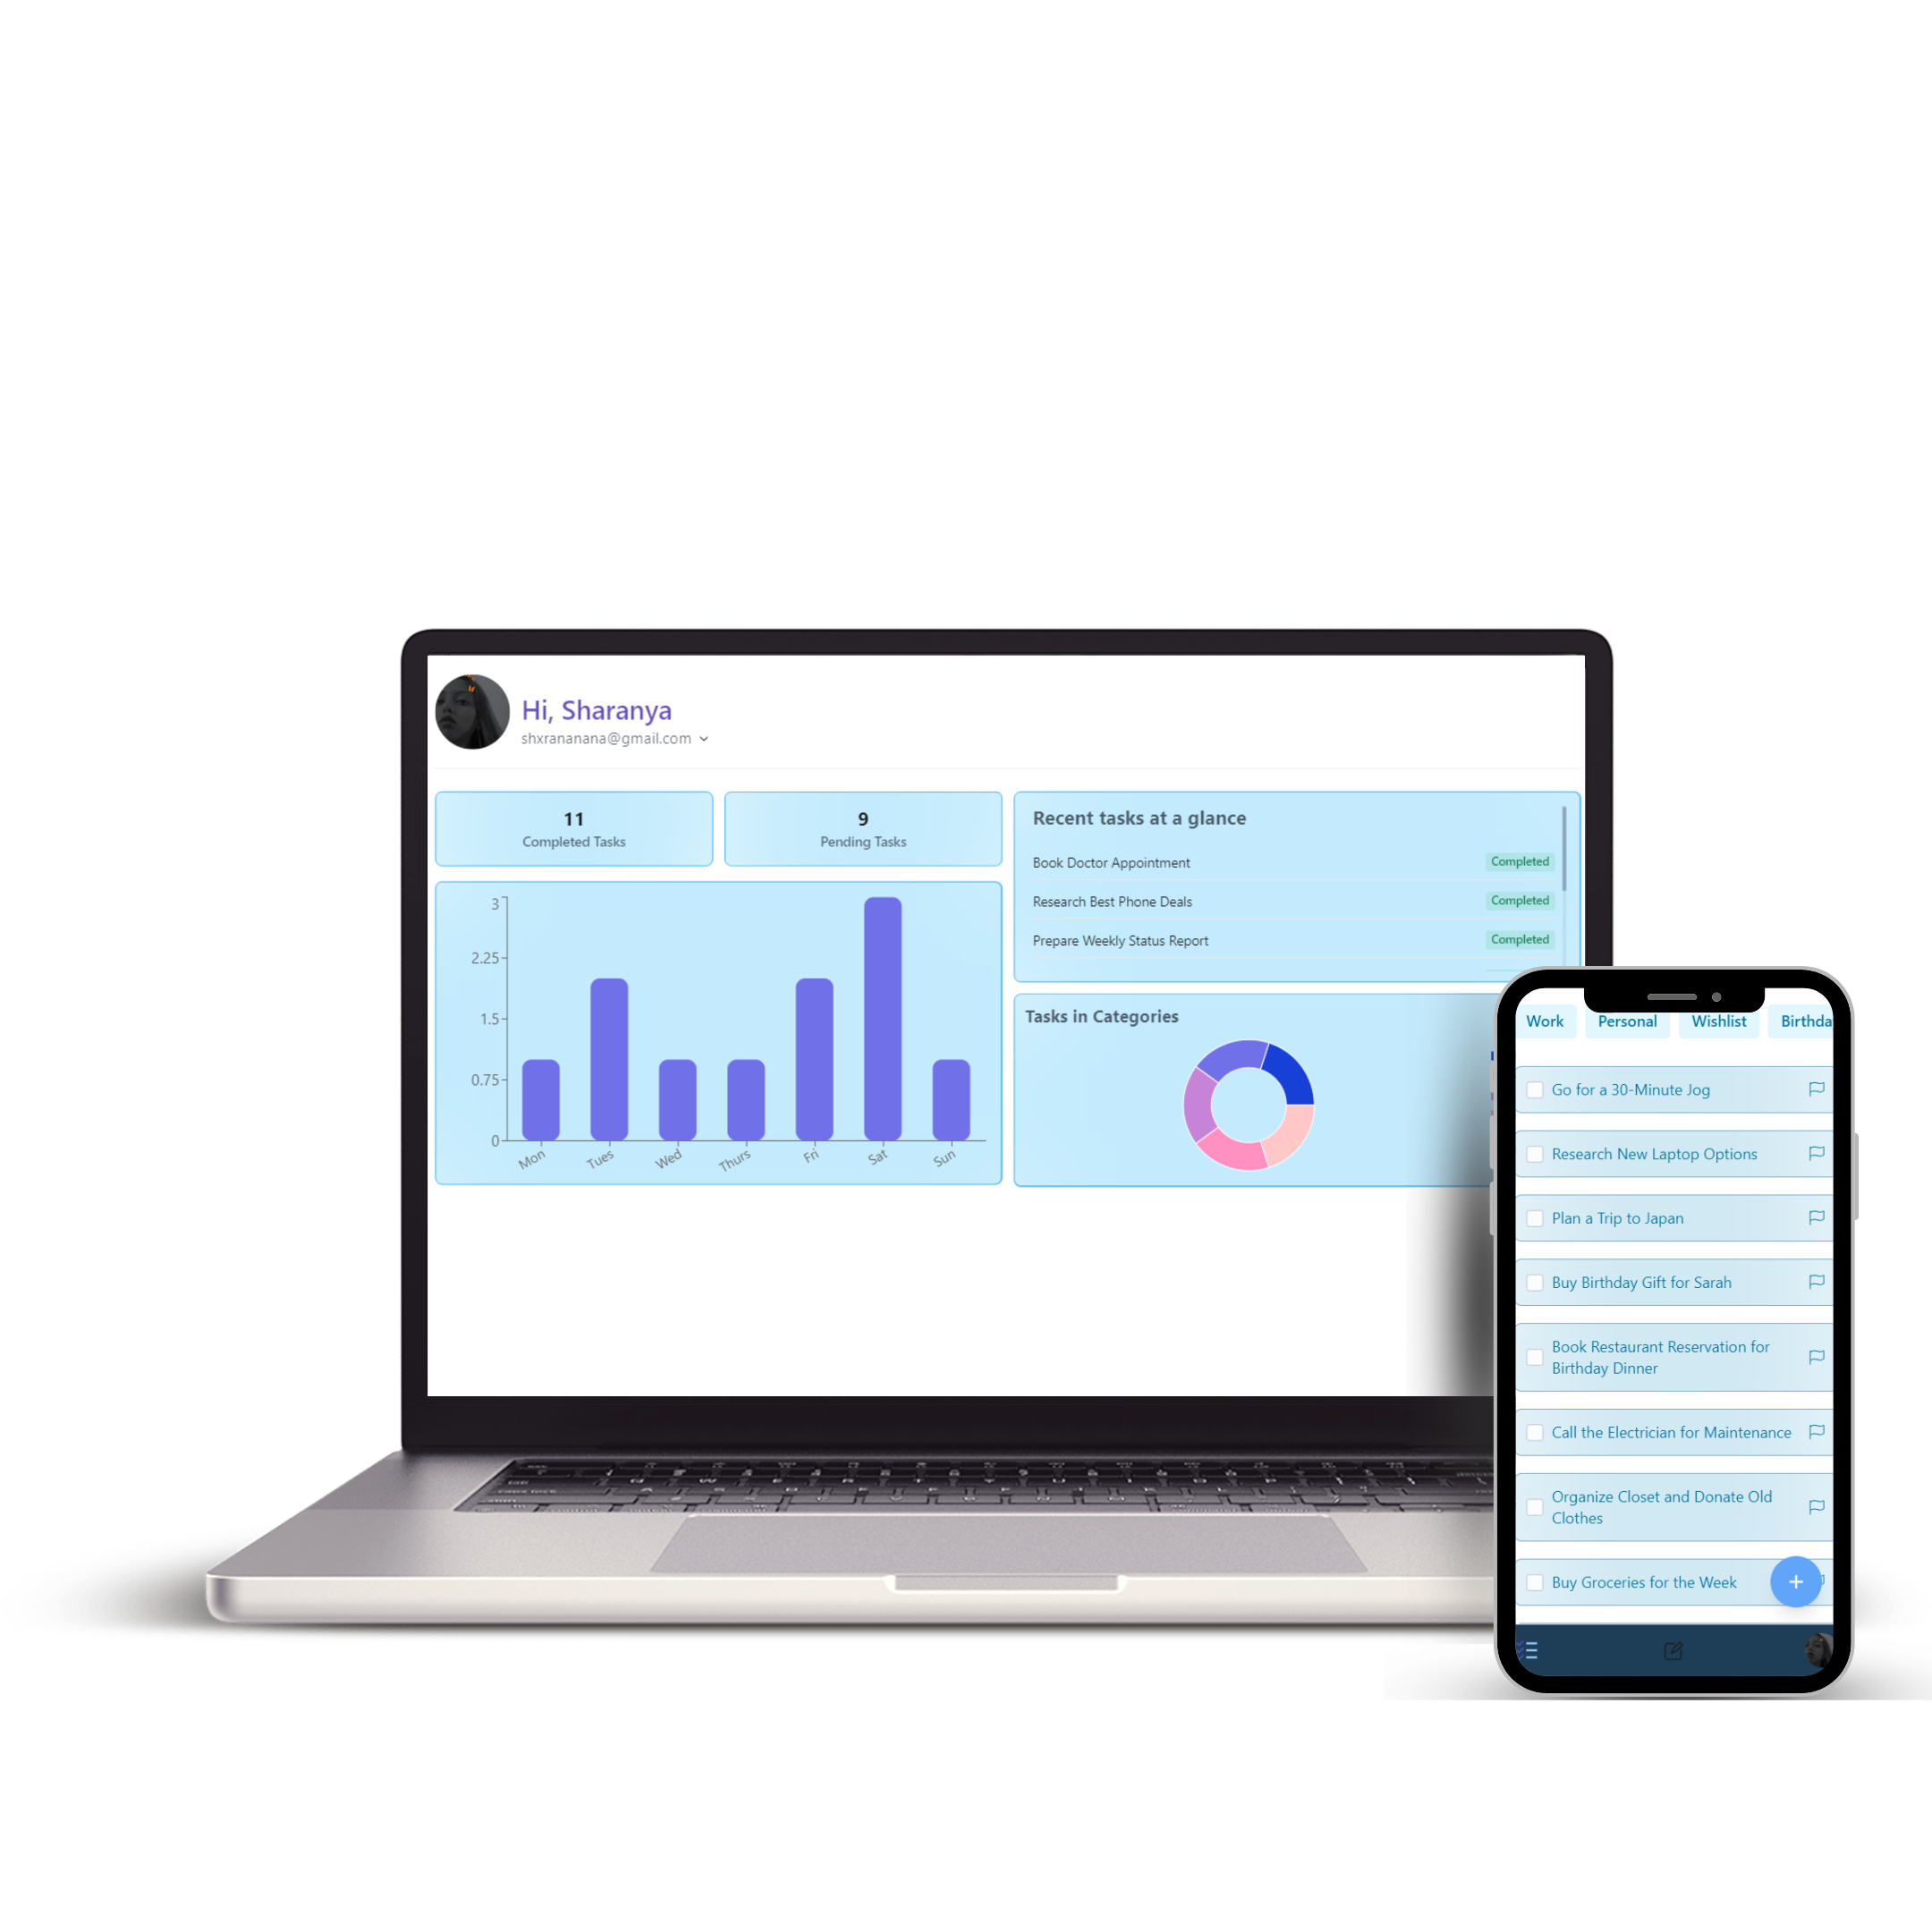 Hi, Sharanya
shxrananana@gmail.com
11
Completed Tasks
9
Pending Tasks
3
2.25
1.5
0.75
0
Mon Tues Wed Thurs Fri Sat Sun
Recent tasks at a glance
Book Doctor Appointment Completed
Research Best Phone Deals Completed
Prepare Weekly Status Report Completed
Tasks in Categories
Work Personal Wishlist Birthda
Go for a 30-Minute Jog
Research New Laptop Options
Plan a Trip to Japan
Buy Birthday Gift for Sarah
Book Restaurant Reservation for
Birthday Dinner
Call the Electrician for Maintenance
Organize Closet and Donate Old
Clothes
Buy Groceries for the Week
+